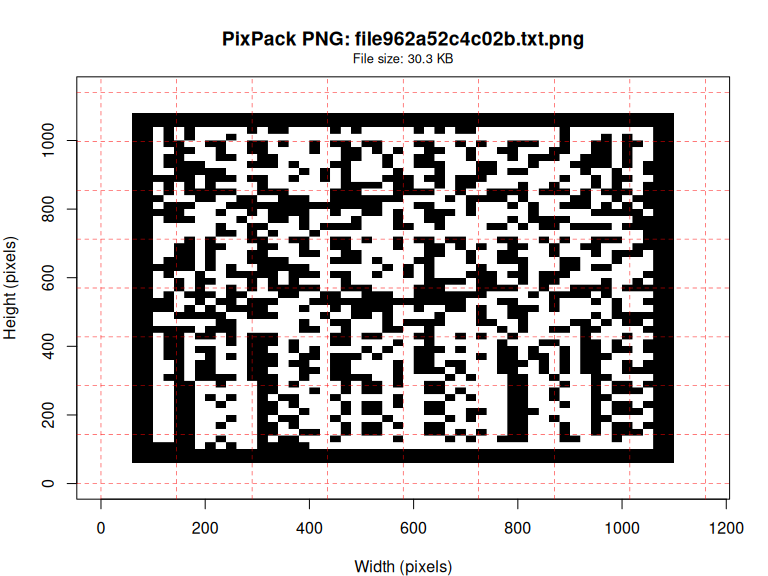 PixPack PNG: file962a52c4c02b.txt.png
File size: 30.3 KB
Height (pixels)
1000
800
600
400
200
0
0 200 400 600 800 1000 1200
Width (pixels)